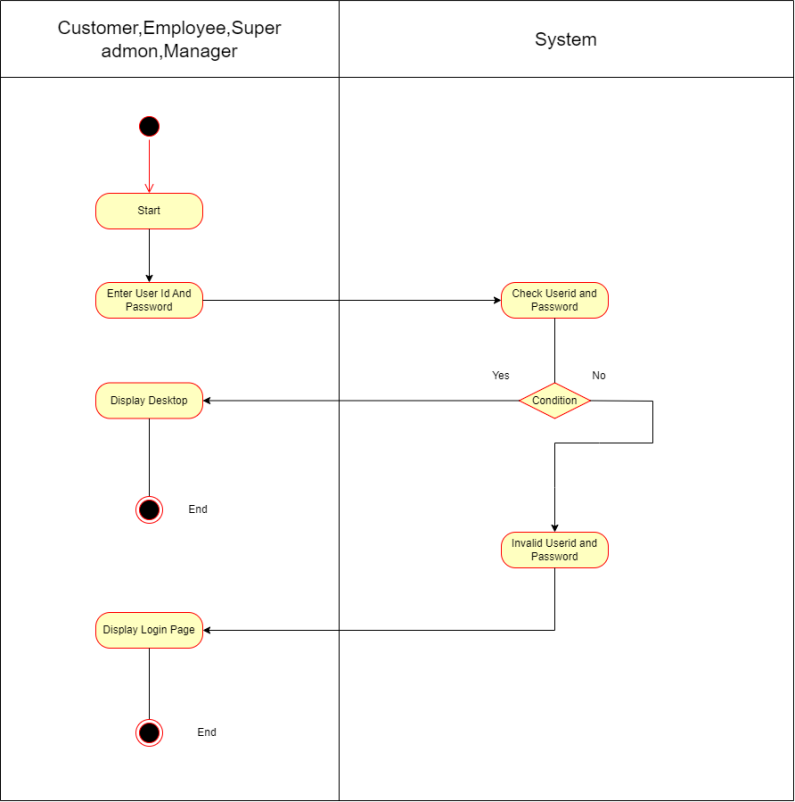 Customer,Employee,Super
admon,Manager
System
Start
Enter User Id And
Password
Check Userid and
Password
Yes
No
Display Desktop
Condition
End
Invalid Userid and
Password
Display Login Page
End